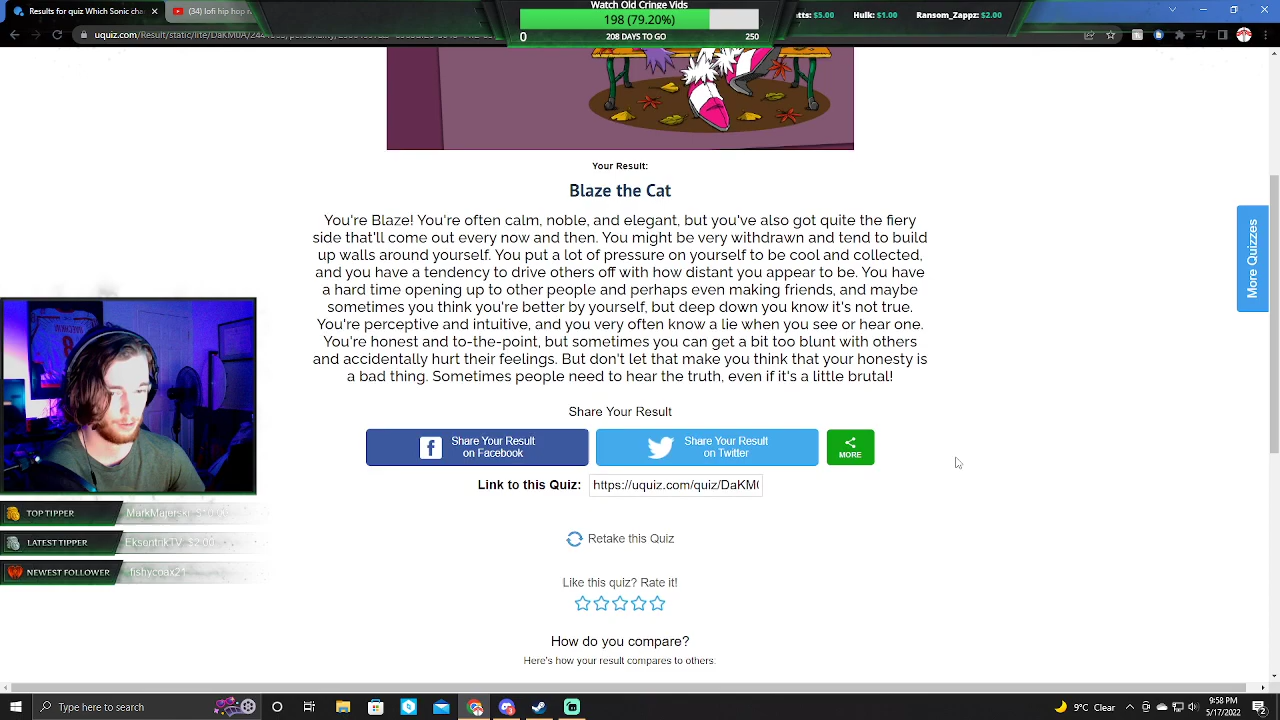 Watch Old Cringe Vids
198 (79.20%)
0
208 DAYS TO GO
250
$5.00
Hulk: $1.00
Ransom_Zappz: $2.00
Results for quiz Which Sonic char
(34) lofi hip hop ra
Your Result:
Blaze the Cat
You're Blaze! You're often calm, noble, and elegant, but you've also got quite the fiery
side that'll come out every now and then. You might be very withdrawn and tend to build
up walls around yourself. You put a lot of pressure on yourself to be cool and collected,
and you have a tendency to drive others off with how distant you appear to be. You have
a hard time opening up to other people and perhaps even making friends, and maybe
sometimes you think you're better by yourself, but deep down you know it's not true.
You're perceptive and intuitive, and you very often know a lie when you see or hear one.
You're honest and to-the-point, but sometimes you can get a bit too blunt with others
and accidentally hurt their feelings. But don't let that make you think that your honesty is
a bad thing. Sometimes people need to hear the truth, even if it's a little brutal!
More Quizzes
Share Your Result
Share Your Result
on Facebook
Share Your Result
on Twitter
MORE
Link to this Quiz:
https://uquiz.com/quiz/DaKM
TOP TIPPER
LATEST TIPPER
EksentrikTV $2.00
NEWEST FOLLOWER
fishycoax21
Retake this Quiz
Like this quiz? Rate it!
How do you compare?
Here's how your result compares to others.
Type here to search
9°C Clear
9:58 PM
5/17/2022